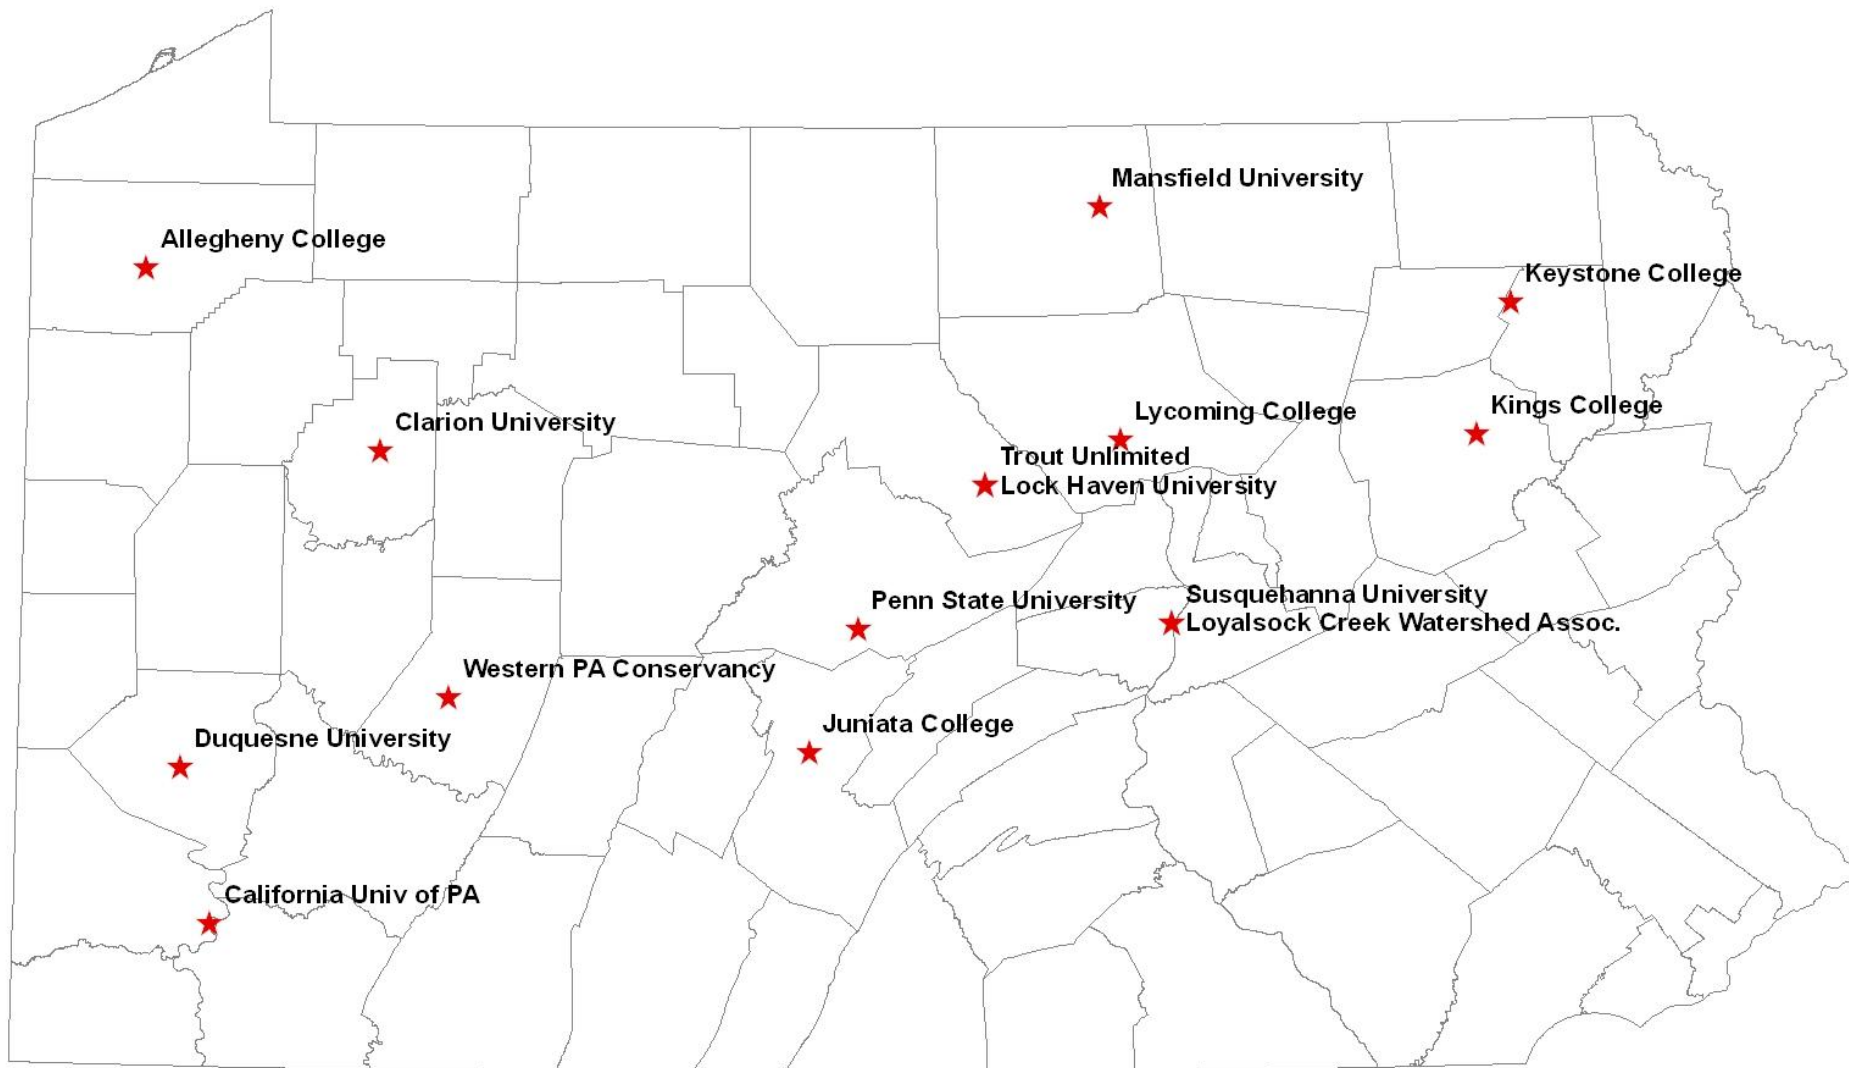 Mansfield University
Allegheny College
Keystone College
Kings College
Lycoming College
Clarion University
Trout Unlimited
Lock Haven University
Susquehanna University
Penn State University
Loyalsock Creek Watershed Assoc.
Western PA Conservancy
Juniata College
Duquesne University
California Univ of PA